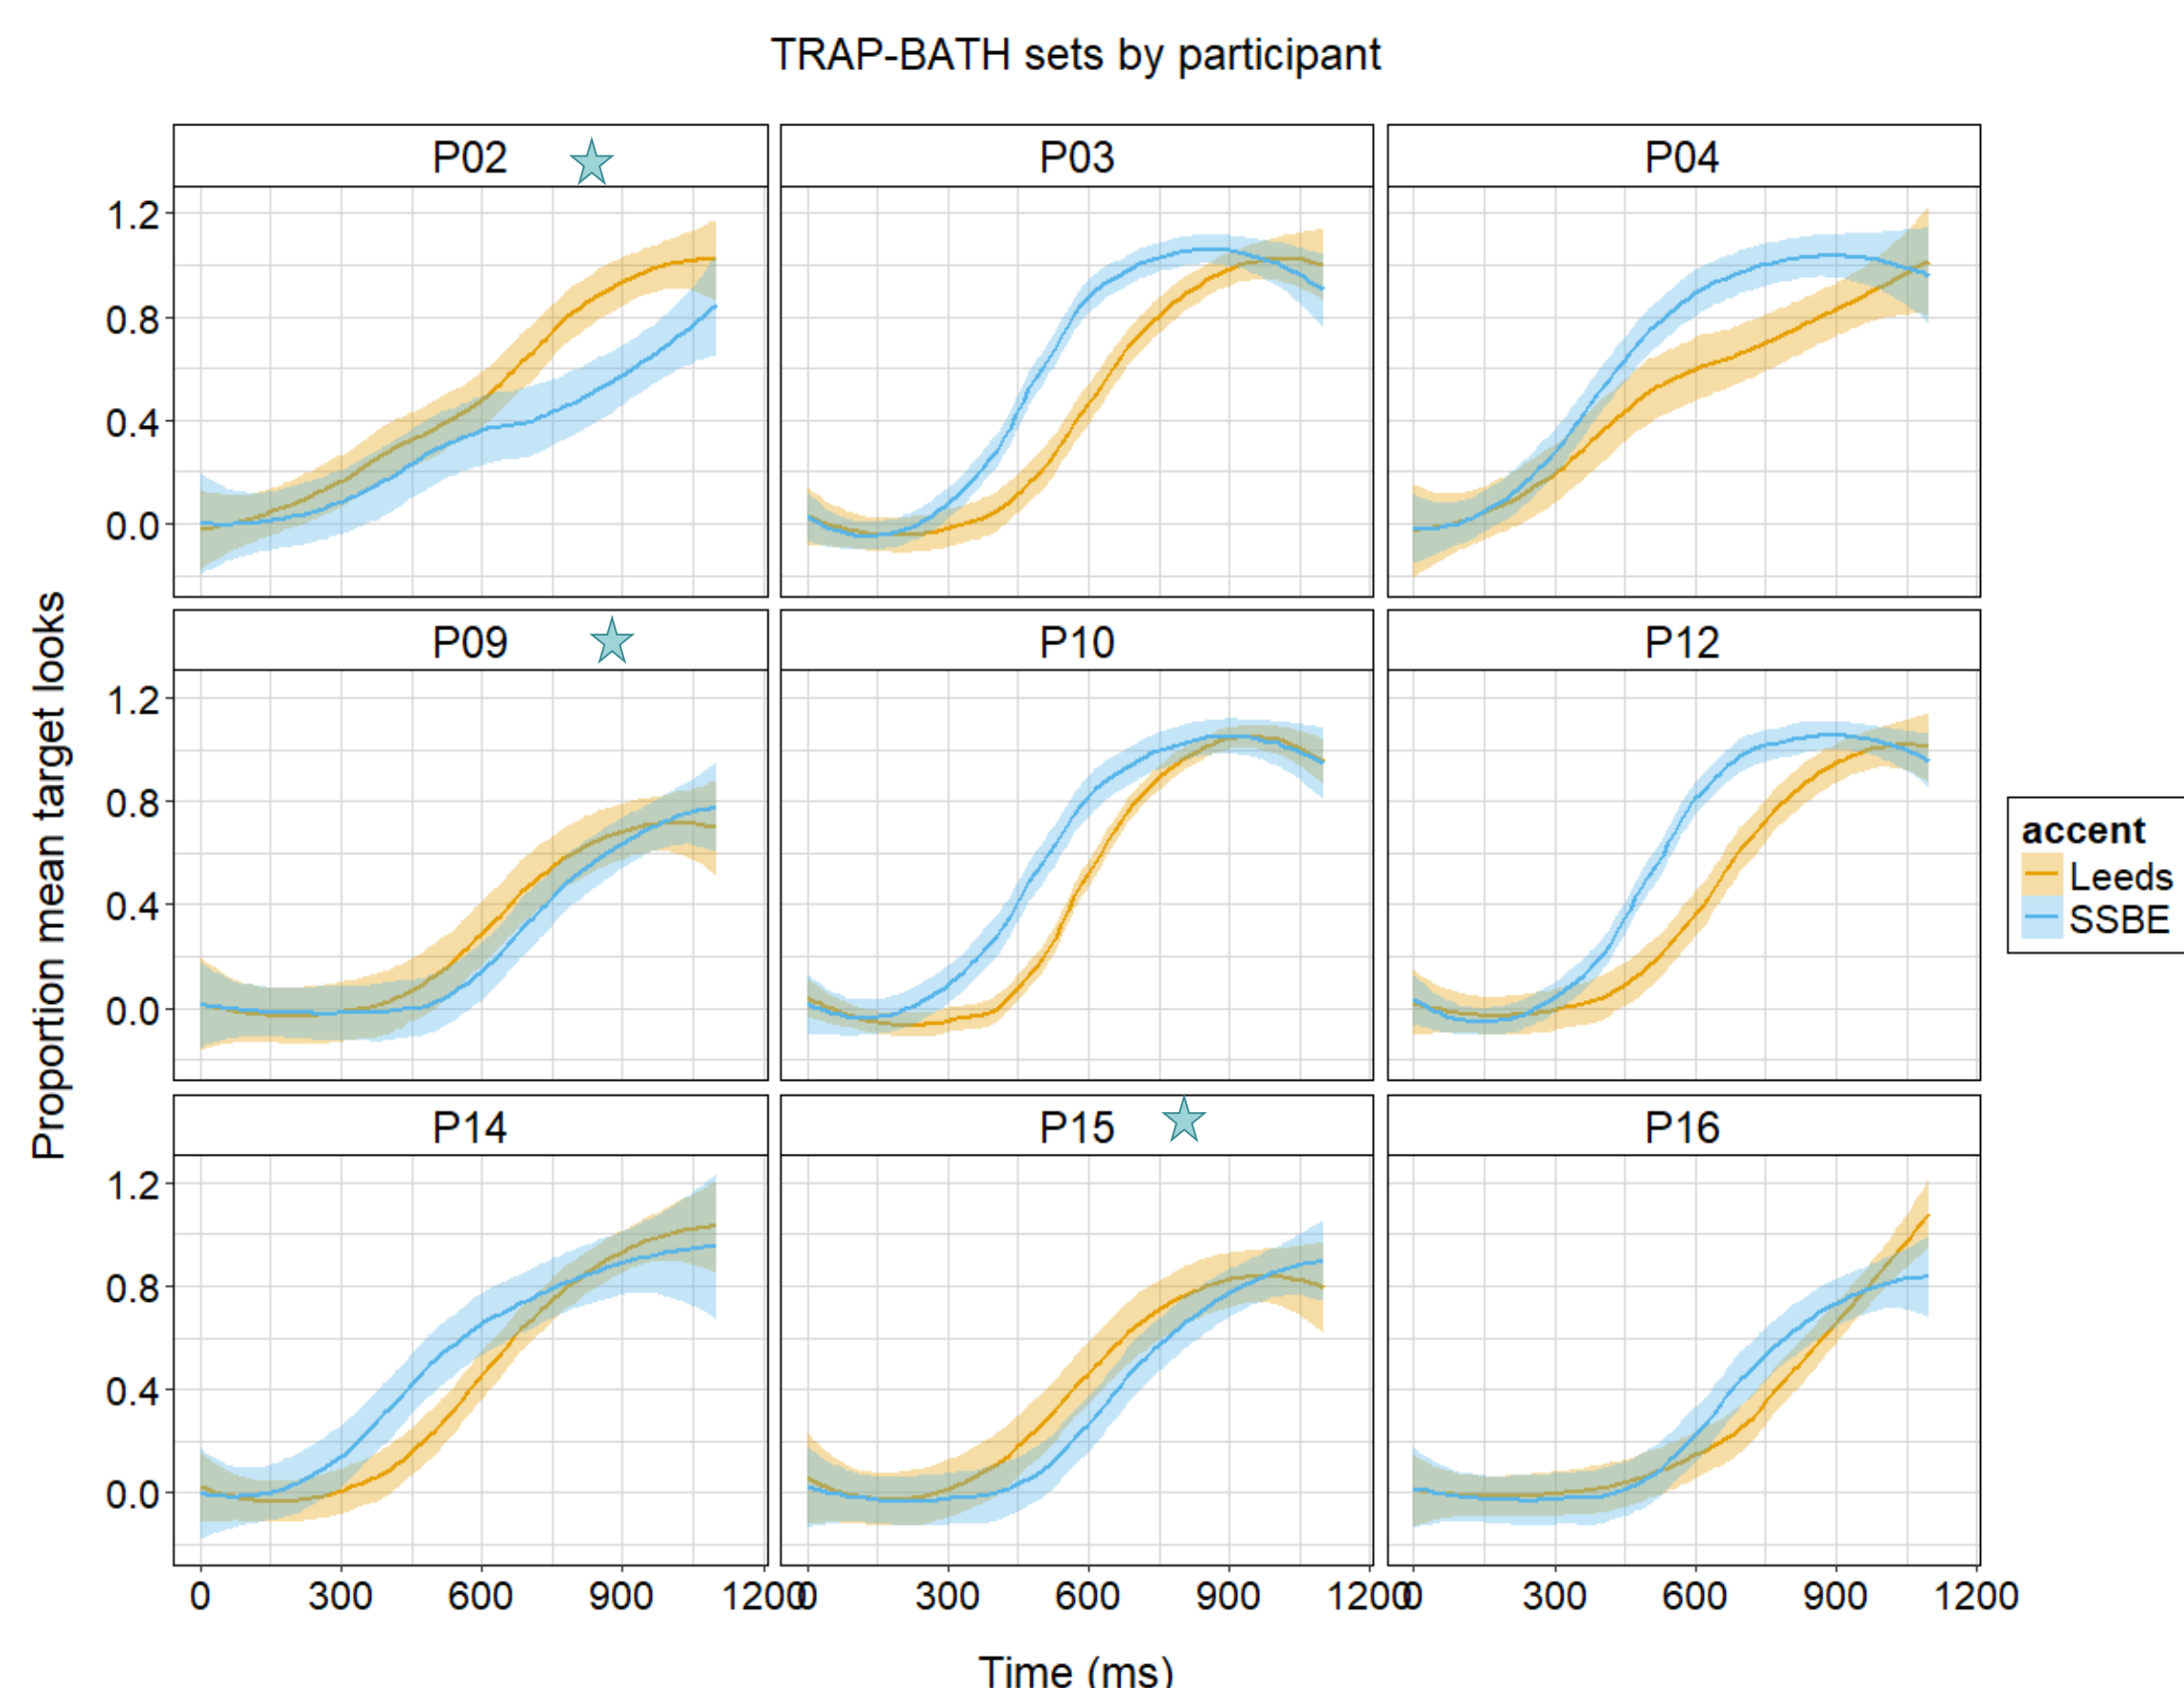 TRAP-BATH sets by participant
P02
P03
P04
1.2
0.8
0.4
0.0
P09
P10
P12
1.2
0.8
0.4
0.0
P14
P15
P16
1.2
0.8
0.4
0.0
0 300 600 900 1200
0 300 600 900 1200
0 300 600 900 1200
Time (ms)
Proportion mean target looks
accent
Leeds
SSBE